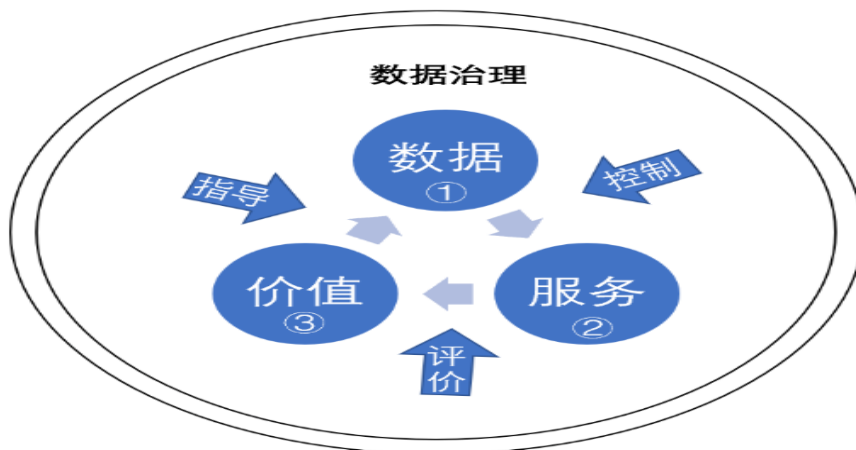 数据治理
数据
①
控制
指导
价值
③
服务
②
评
价